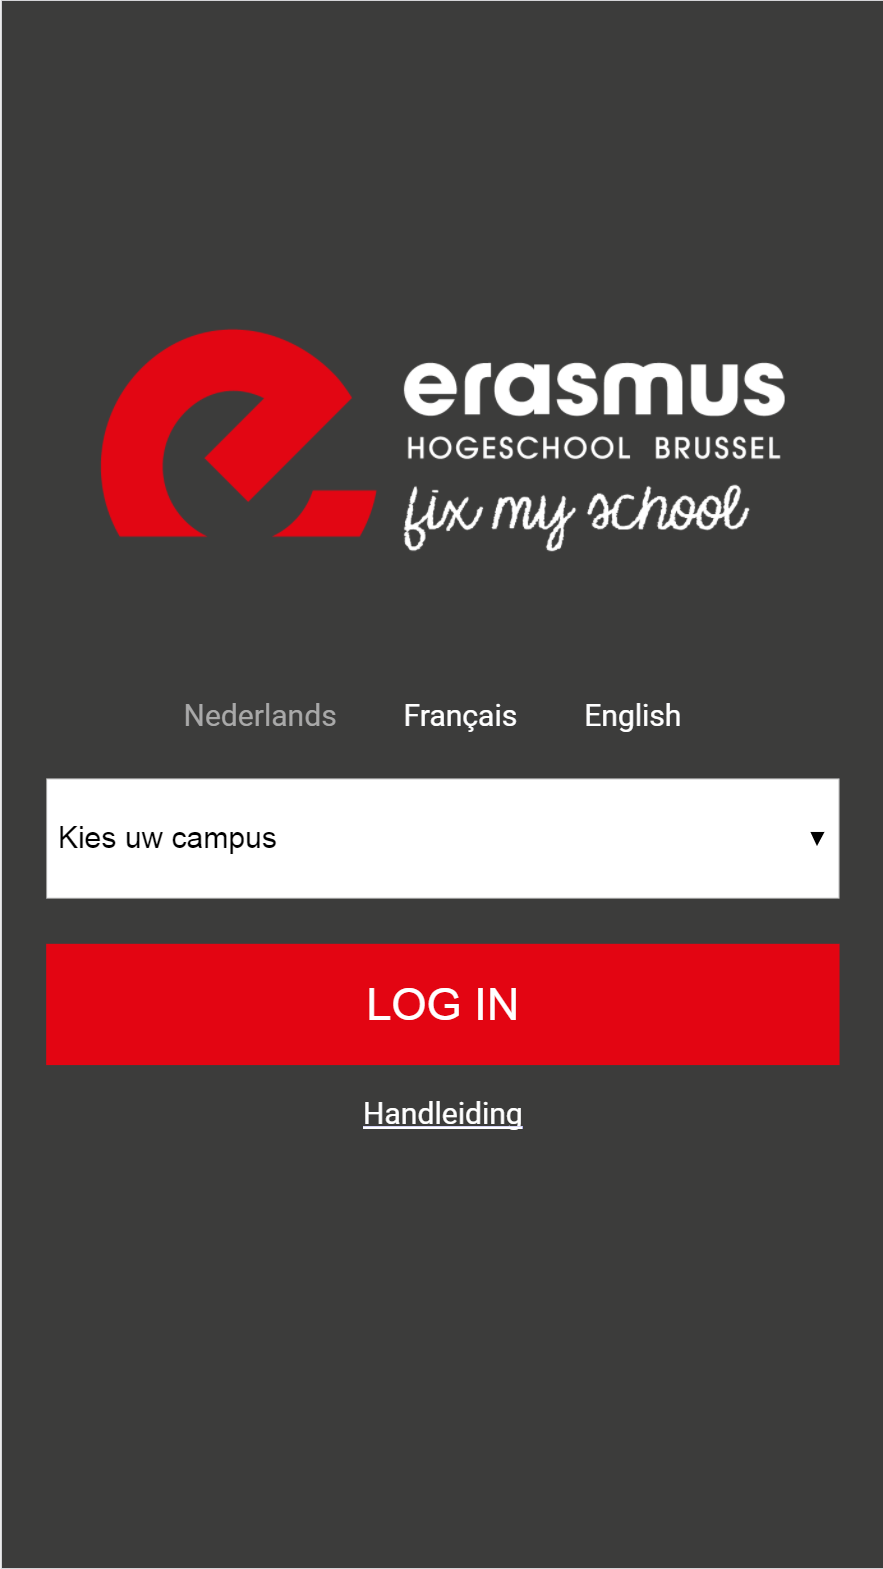 erasmus
HOGESCHOOL BRUSSEL
fix my school
Nederlands Français English
Kies uw campus
LOG IN
Handleiding